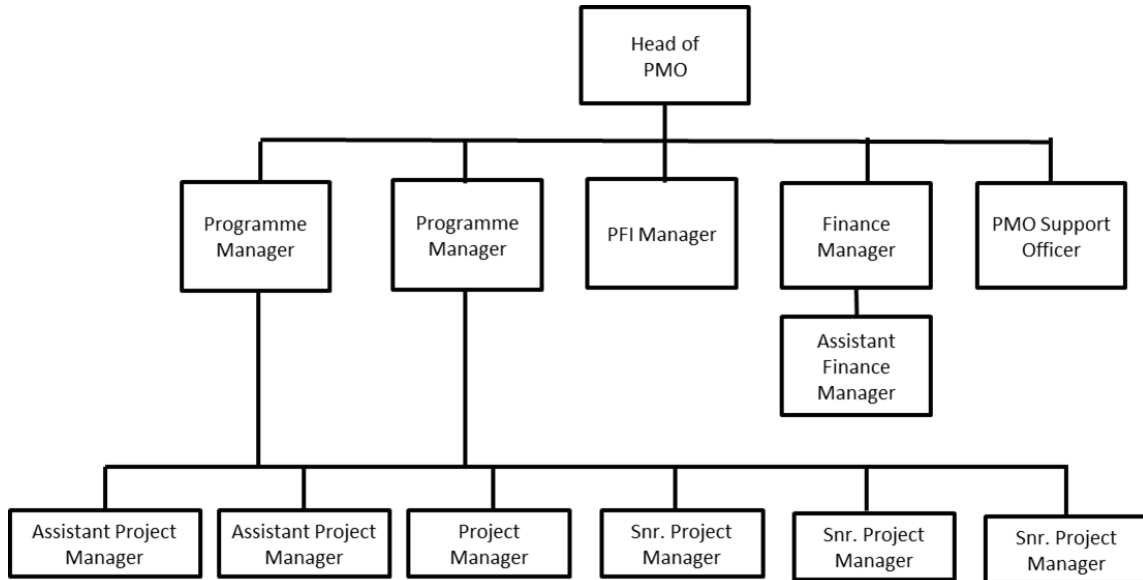 Head of
PMO
Programme
Manager
Programme
Manager
PFI Manager
Finance
Manager
PMO Support
Officer
Assistant
Finance
Manager
Assistant Project
Manager
Assistant Project
Manager
Project
Manager
Snr. Project
Manager
Snr. Project
Manager
Snr. Project
Manager